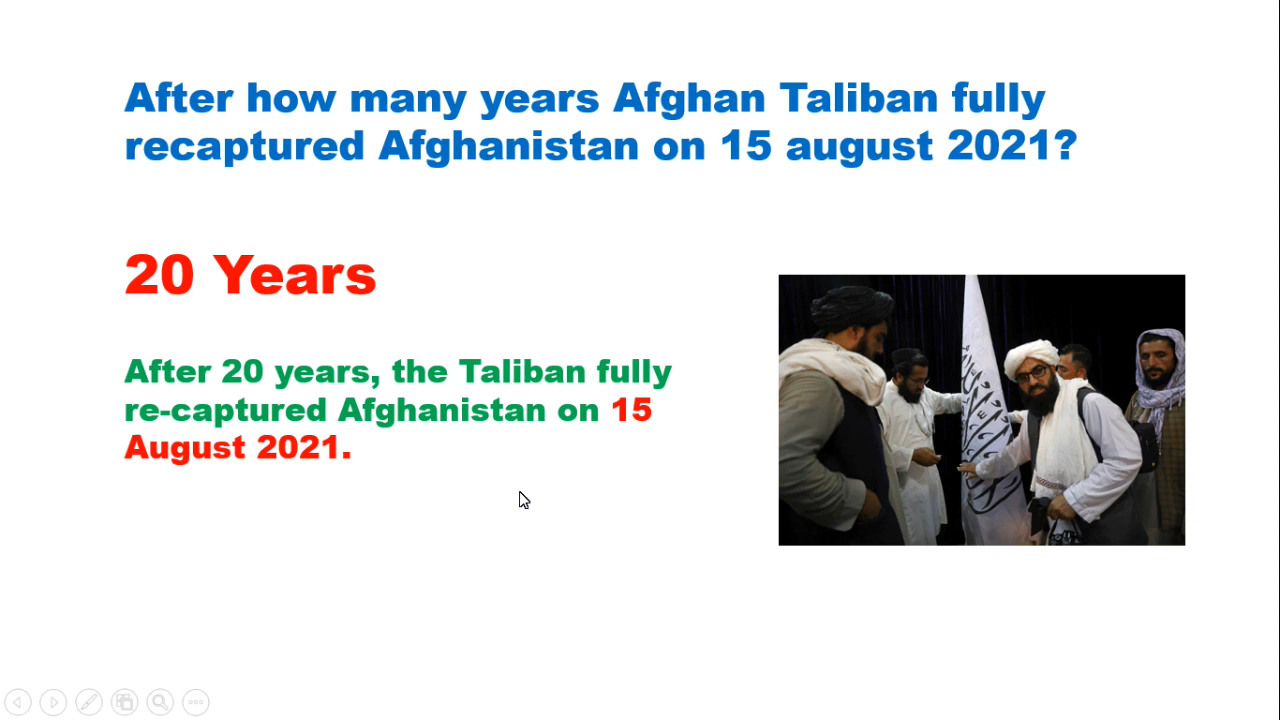 After how many years Afghan Taliban fully
recaptured Afghanistan on 15 august 2021?
20 Years
After 20 years, the Taliban fully
re-captured Afghanistan on 15
August 2021.